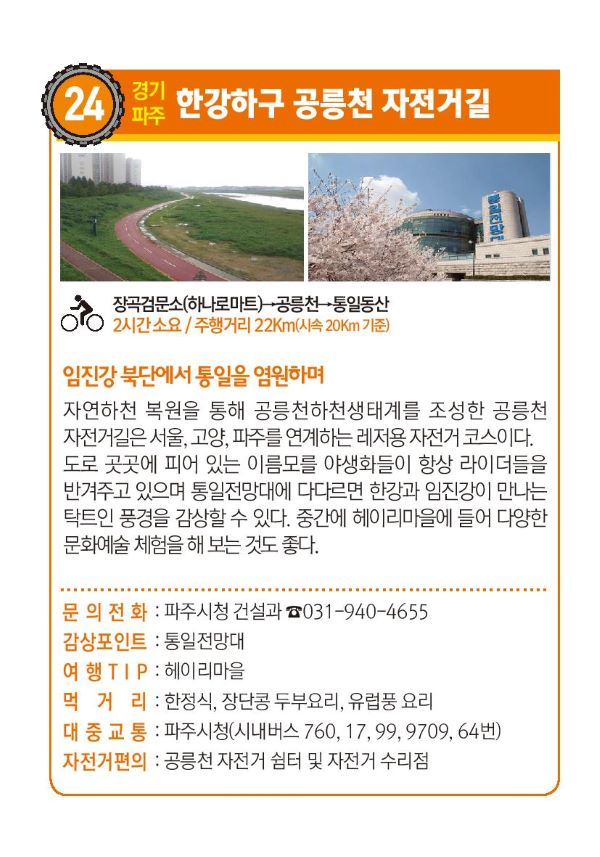 24
경기
파주
한강하구 공릉천 자전거길
통일전망대
장곡검문소(하나로마트)→공릉천→통일동산
2시간 소요 / 주행거리 22Km(시속 20Km 기준)
임진강 북단에서 통일을 염원하며
자연하천 복원을 통해 공릉천하천생태계를 조성한 공릉천
자전거길은 서울, 고양, 파주를 연계하는 레저용 자전거 코스이다.
도로 곳곳에 피어 있는 이름모를 야생화들이 항상 라이더들을
반겨주고 있으며 통일전망대에 다다르면 한강과 임진강이 만나는
탁트인 풍경을 감상할 수 있다. 중간에 헤이리마을에 들어 다양한
문화예술 체험을 해 보는 것도 좋다.
문의전화 : 파주시청 건설과 ☎031-940-4655
감상포인트 : 통일전망대
여행TIP : 헤이리마을
먹거리 : 한정식, 장단콩 두부요리, 유럽풍 요리
대중교통 : 파주시청(시내버스 760, 17, 99, 9709, 64번)
자전거편의 : 공릉천 자전거 쉼터 및 자전거 수리점